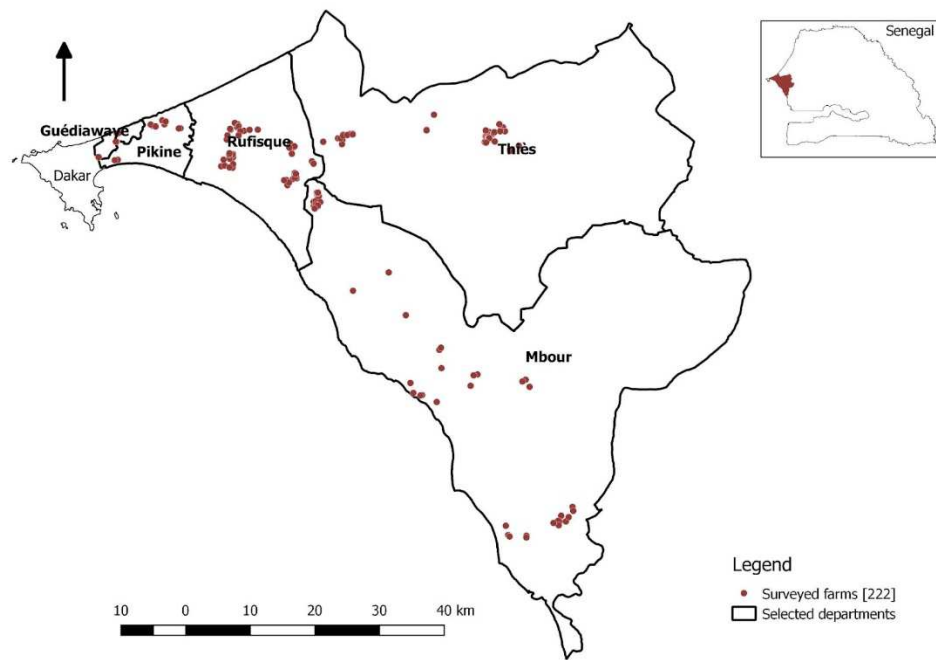 Senegal
Guédiawaye
Pikine
Rufisque
Thiès
Dakar
Mbour
Legend
Surveyed farms [222]
Selected departments
10 0 10 20 30 40 km